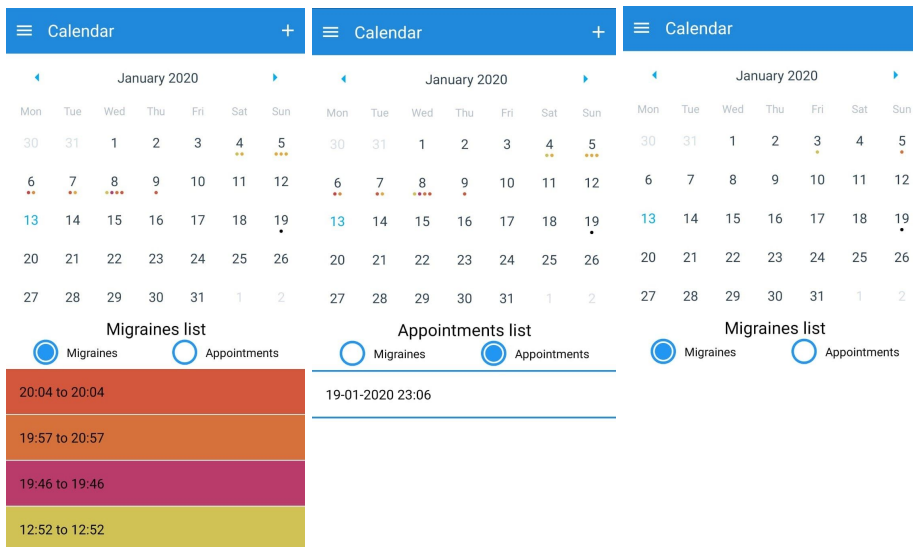 Calendar +
January 2020
Mon Tue Wed Thu Fri Sat Sun
30 31 1 2 3 4 5
6 7 8 9 10 11 12
13 14 15 16 17 18 19
20 21 22 23 24 25 26
27 28 29 30 31 1 2
Migraines list
Migraines Appointments
20:04 to 20:04
19:57 to 20:57
19:46 to 19:46
12:52 to 12:52
Calendar +
January 2020
Mon Tue Wed Thu Fri Sat Sun
30 31 1 2 3 4 5
6 7 8 9 10 11 12
13 14 15 16 17 18 19
20 21 22 23 24 25 26
27 28 29 30 31 1 2
Appointments list
Migraines Appointments
19-01-2020 23:06
Calendar
January 2020
Mon Tue Wed Thu Fri Sat Sun
30 31 1 2 3 4 5
6 7 8 9 10 11 12
13 14 15 16 17 18 19
20 21 22 23 24 25 26
27 28 29 30 31 1 2
Migraines list
Migraines Appointments